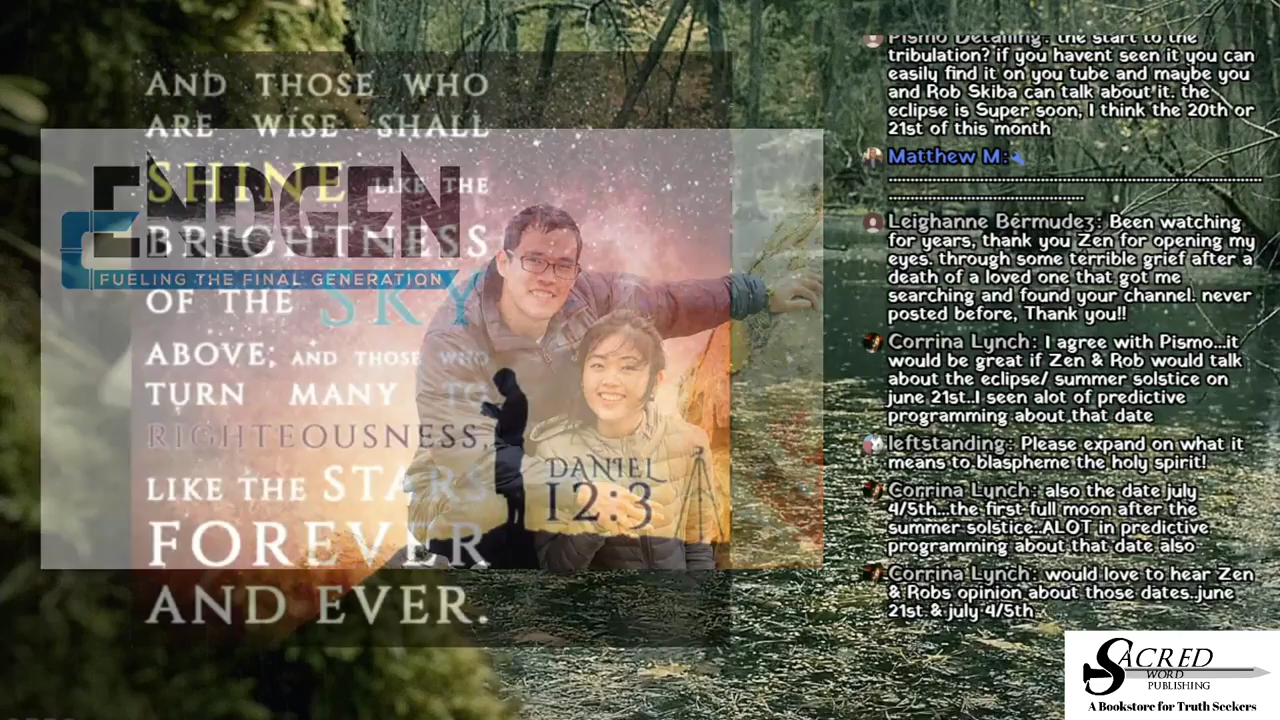 AND THOSE WHO
ARE WISE SHALL
SHINE LIKE THE
BRIGHTNESS
OF THE SKY
ABOVE; AND THOSE WHO
TURN MANY TO
RIGHTEOUSNESS,
LIKE THE STARS
FOREVER
AND EVER.
DANIEL
12:3
ENDGEN
FUELING THE FINAL GENERATION
Pismo Detailing: the start to the
tribulation? if you havent seen it you can
easily find it on you tube and maybe you
and Rob Skiba can talk about it. the
eclipse is Super soon, I think the 20th or
21st of this month
Matthew M:
Leighanne Bérmudez: Been watching
for years, thank you Zen for opening my
eyes. through some terrible grief after a
death of a loved one that got me
searching and found your channel. never
posted before, Thank you!!
Corrina Lynch: I agree with Pismo...it
would be great if Zen & Rob would talk
about the eclipse/ summer solstice on
june 21st..I seen alot of predictive
programming about that date
leftstanding: Please expand on what it
means to blaspheme the holy spirit!
Corrina Lynch: also the date july
4/5th...the first full moon after the
summer solstice..ALOT in predictive
programming about that date also
Corrina Lynch: would love to hear Zen
& Robs opinion about those dates..june
21st & july 4/5th
SACRED
WORD
PUBLISHING
A Bookstore for Truth Seekers